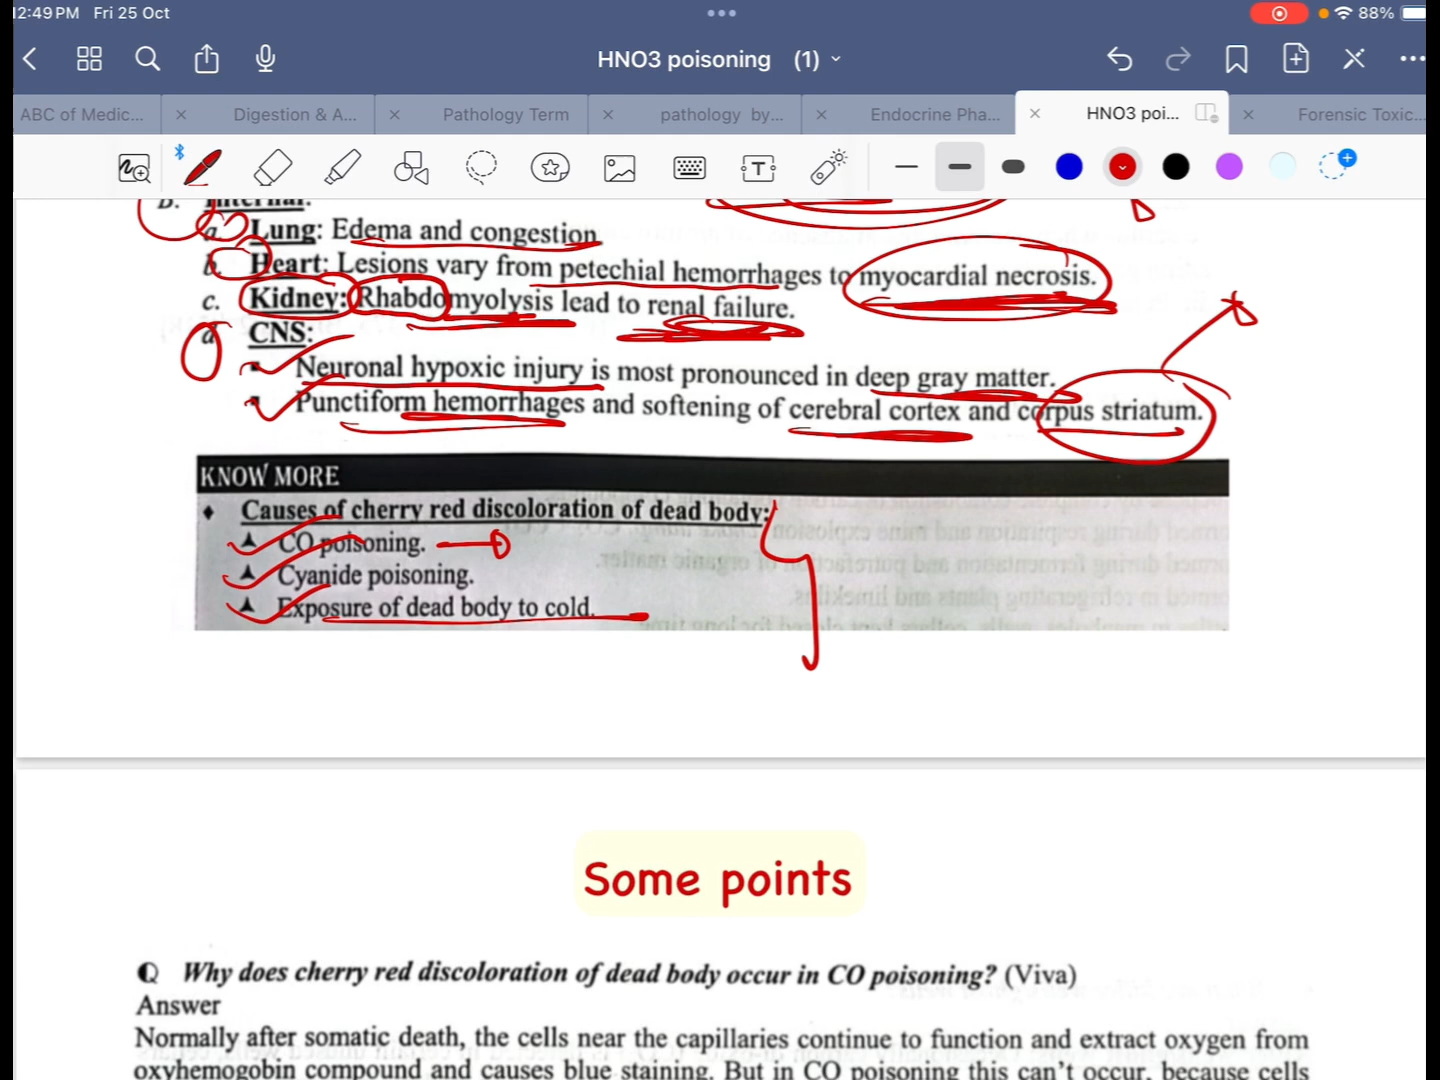 12:49 PM Fri 25 Oct
88%
HNO3 poisoning (1)
ABC of Medic...
Digestion & A...
Pathology Term
pathology by...
Endocrine Pha...
HNO3 poi...
Forensic Toxic...
B. Internal:
a. Lung: Edema and congestion.
b. Heart: Lesions vary from petechial hemorrhages to myocardial necrosis.
c. Kidney: Rhabdomyolysis lead to renal failure.
d. CNS:
Neuronal hypoxic injury is most pronounced in deep gray matter.
Punctiform hemorrhages and softening of cerebral cortex and corpus striatum.
KNOW MORE
Causes of cherry red discoloration of dead body:
CO poisoning.
Cyanide poisoning.
Exposure of dead body to cold.
Some points
Q Why does cherry red discoloration of dead body occur in CO poisoning? (Viva)
Answer
Normally after somatic death, the cells near the capillaries continue to function and extract oxygen from
oxyhemogobin compound and causes blue staining. But in CO poisoning this can't occur, because cells